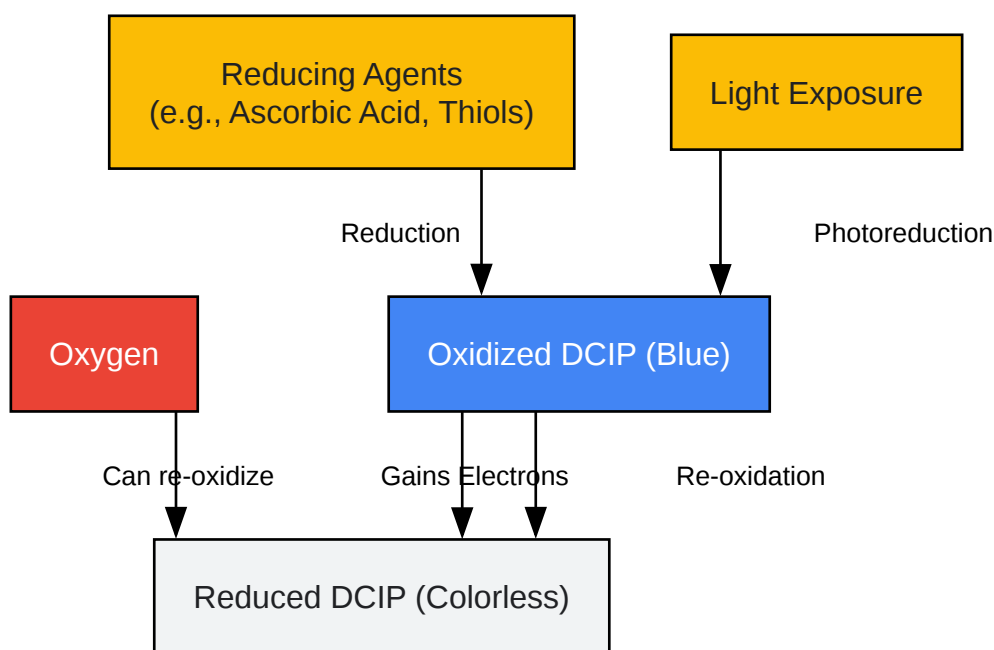 Reducing Agents
(e.g., Ascorbic Acid, Thiols)
Light Exposure
Reduction
Photoreduction
Oxygen
Oxidized DCIP (Blue)
Can re-oxidize
Gains Electrons
Re-oxidation
Reduced DCIP (Colorless)